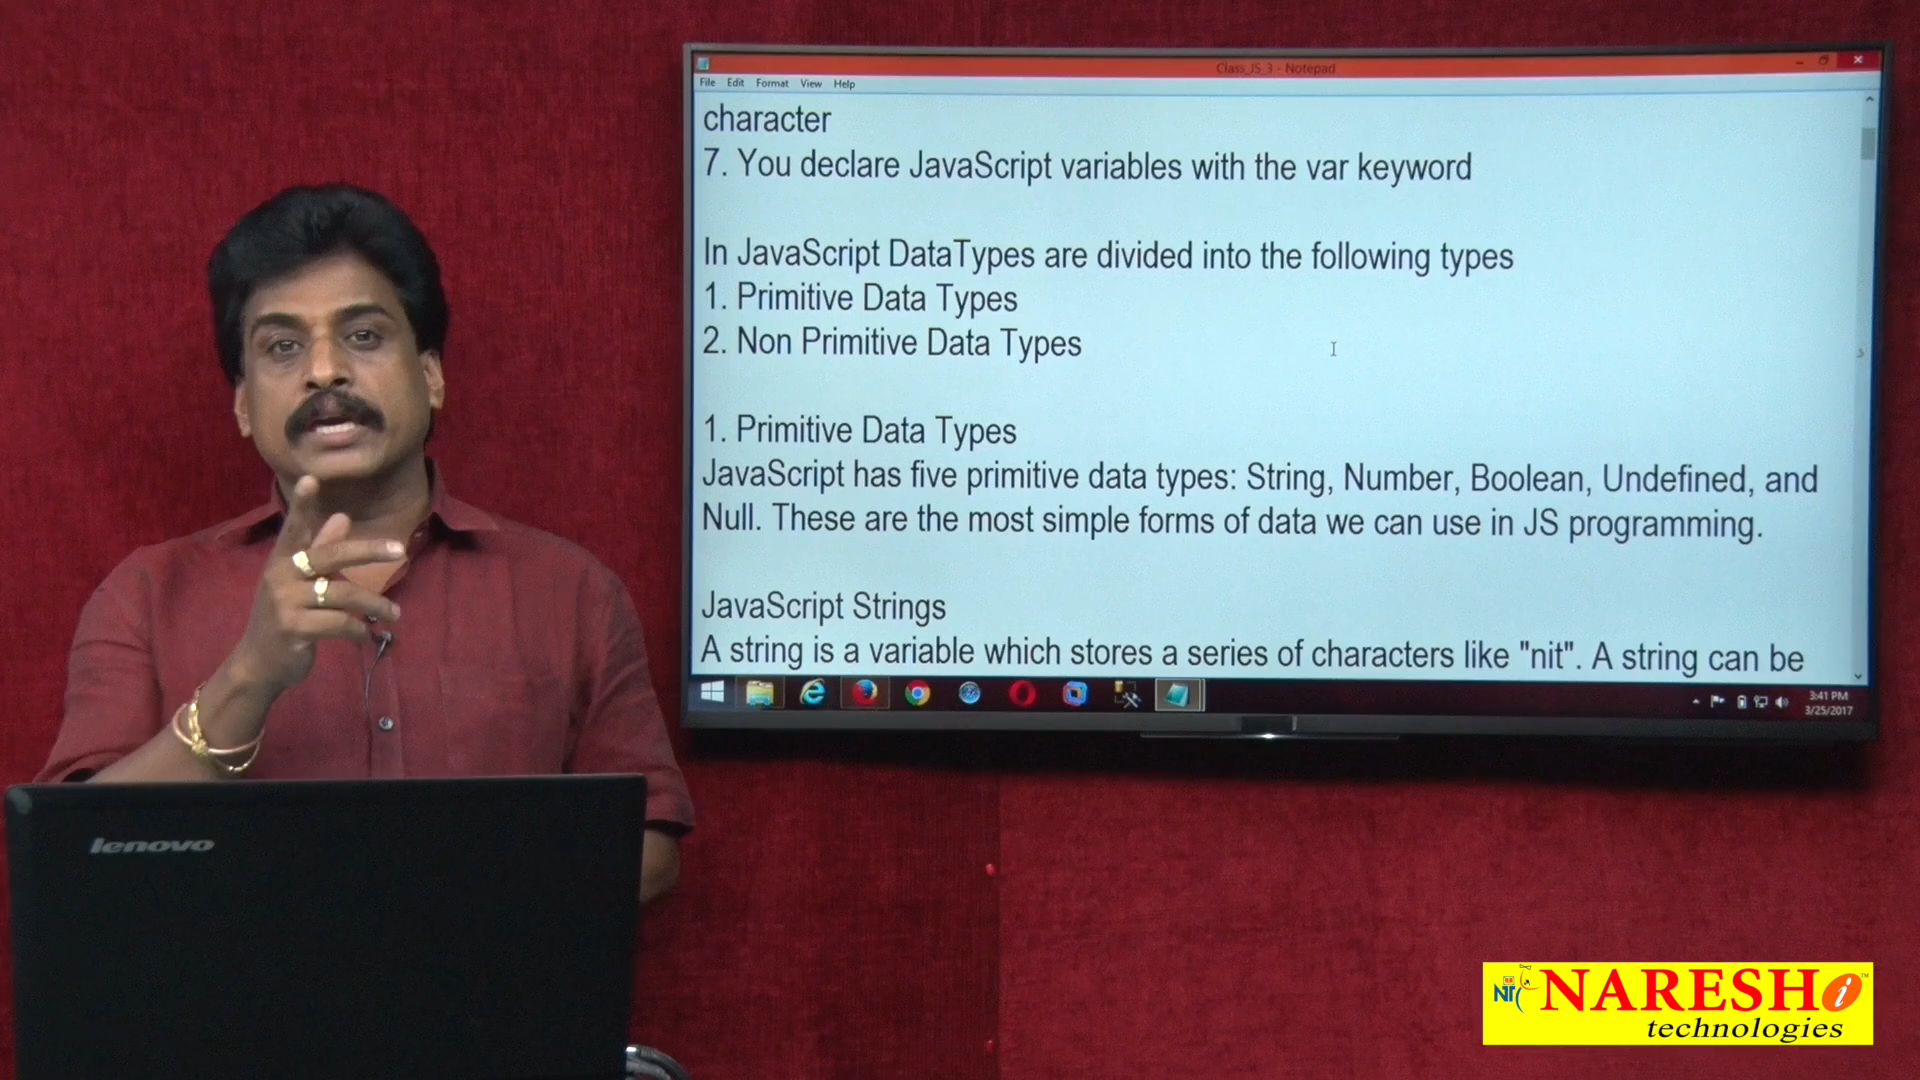 Class_JS 3 - Notepad
File Edit Format View Help
character
7. You declare JavaScript variables with the var keyword
In JavaScript DataTypes are divided into the following types
1. Primitive Data Types
2. Non Primitive Data Types
1. Primitive Data Types
JavaScript has five primitive data types: String, Number, Boolean, Undefined, and
Null. These are the most simple forms of data we can use in JS programming.
JavaScript Strings
A string is a variable which stores a series of characters like "nit". A string can be
3:41 PM
3/25/2017
lenovo
NARESH i
technologies